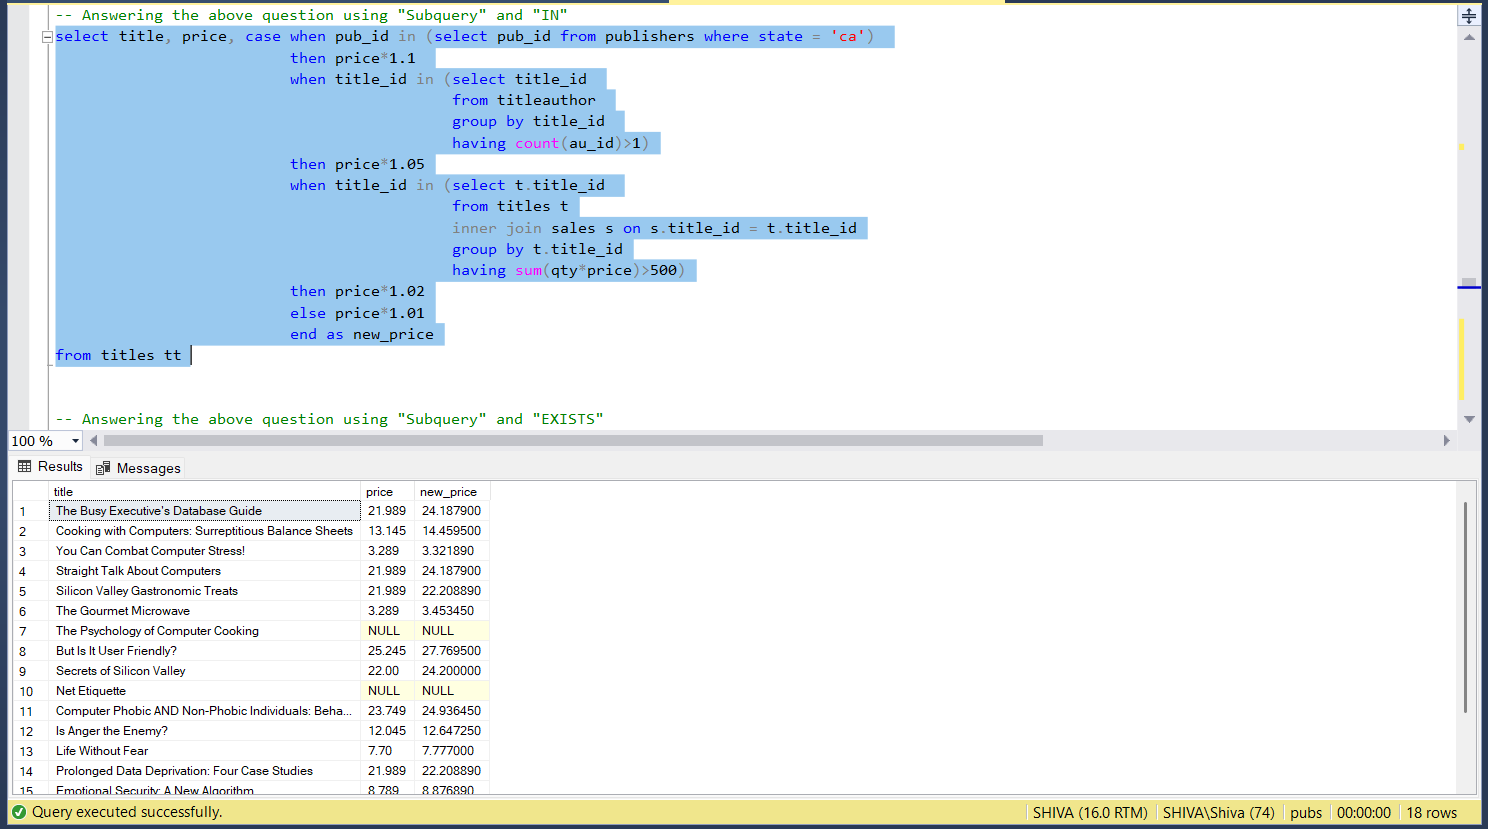 -- Answering the above question using "Subquery" and "IN"
select title, price, case when pub_id in (select pub_id from publishers where state = 'ca')
then price*1.1
when title_id in (select title_id
from titleauthor
group by title_id
having count(au_id)>1)
then price*1.05
when title_id in (select t.title_id
from titles t
inner join sales s on s.title_id = t.title_id
group by t.title_id
having sum(qty*price)>500)
then price*1.02
else price*1.01
end as new_price
from titles tt
-- Answering the above question using "Subquery" and "EXISTS"
100 %
Results Messages
title price new_price
1 The Busy Executive's Database Guide 21.989 24.187900
2 Cooking with Computers: Surreptitious Balance Sheets 13.145 14.459500
3 You Can Combat Computer Stress! 3.289 3.321890
4 Straight Talk About Computers 21.989 24.187900
5 Silicon Valley Gastronomic Treats 21.989 22.208890
6 The Gourmet Microwave 3.289 3.453450
7 The Psychology of Computer Cooking NULL NULL
8 But Is It User Friendly? 25.245 27.769500
9 Secrets of Silicon Valley 22.00 24.200000
10 Net Etiquette NULL NULL
11 Computer Phobic AND Non-Phobic Individuals: Beha... 23.749 24.936450
12 Is Anger the Enemy? 12.045 12.647250
13 Life Without Fear 7.70 7.777000
14 Prolonged Data Deprivation: Four Case Studies 21.989 22.208890
15 Emotional Security: A New Algorithm 8.789 8.876890
Query executed successfully. SHIVA (16.0 RTM) SHIVA\Shiva (74) pubs 00:00:00 18 rows